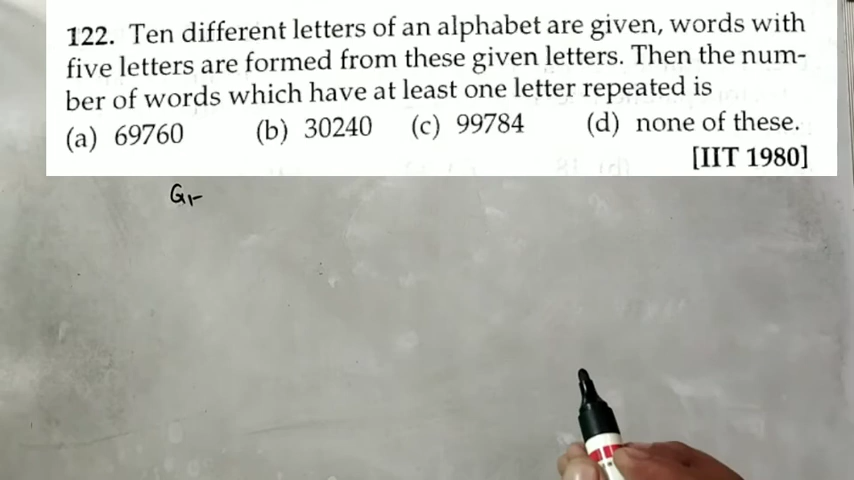 122. Ten different letters of an alphabet are given, words with
five letters are formed from these given letters. Then the num-
ber of words which have at least one letter repeated is
(a) 69760 (b) 30240 (c) 99784 (d) none of these.
[IIT 1980]